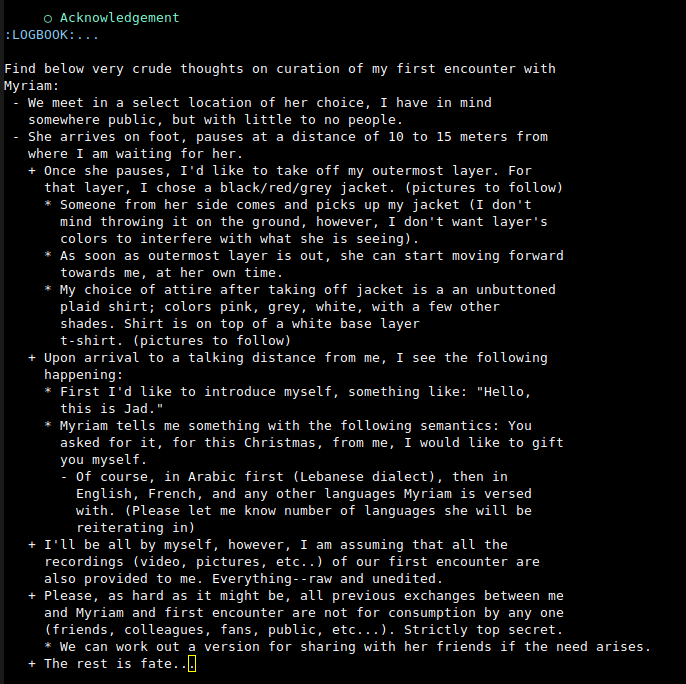 ○ Acknowledgement
:LOGBOOK:...
Find below very crude thoughts on curation of my first encounter with
Myriam:
- We meet in a select location of her choice, I have in mind
somewhere public, but with little to no people.
- She arrives on foot, pauses at a distance of 10 to 15 meters from
where I am waiting for her.
+ Once she pauses, I'd like to take off my outermost layer. For
that layer, I chose a black/red/grey jacket. (pictures to follow)
* Someone from her side comes and picks up my jacket (I don't
mind throwing it on the ground, however, I don't want layer's
colors to interfere with what she is seeing).
* As soon as outermost layer is out, she can start moving forward
towards me, at her own time.
* My choice of attire after taking off jacket is a an unbuttoned
plaid shirt; colors pink, grey, white, with a few other
shades. Shirt is on top of a white base layer
t-shirt. (pictures to follow)
+ Upon arrival to a talking distance from me, I see the following
happening:
* First I'd like to introduce myself, something like: "Hello,
this is Jad."
* Myriam tells me something with the following semantics: You
asked for it, for this Christmas, from me, I would like to gift
you myself.
- Of course, in Arabic first (Lebanese dialect), then in
English, French, and any other languages Myriam is versed
with. (Please let me know number of languages she will be
reiterating in)
+ I'll be all by myself, however, I am assuming that all the
recordings (video, pictures, etc..) of our first encounter are
also provided to me. Everything--raw and unedited.
+ Please, as hard as it might be, all previous exchanges between me
and Myriam and first encounter are not for consumption by any one
(friends, colleagues, fans, public, etc...). Strictly top secret.
* We can work out a version for sharing with her friends if the need arises.
+ The rest is fate...